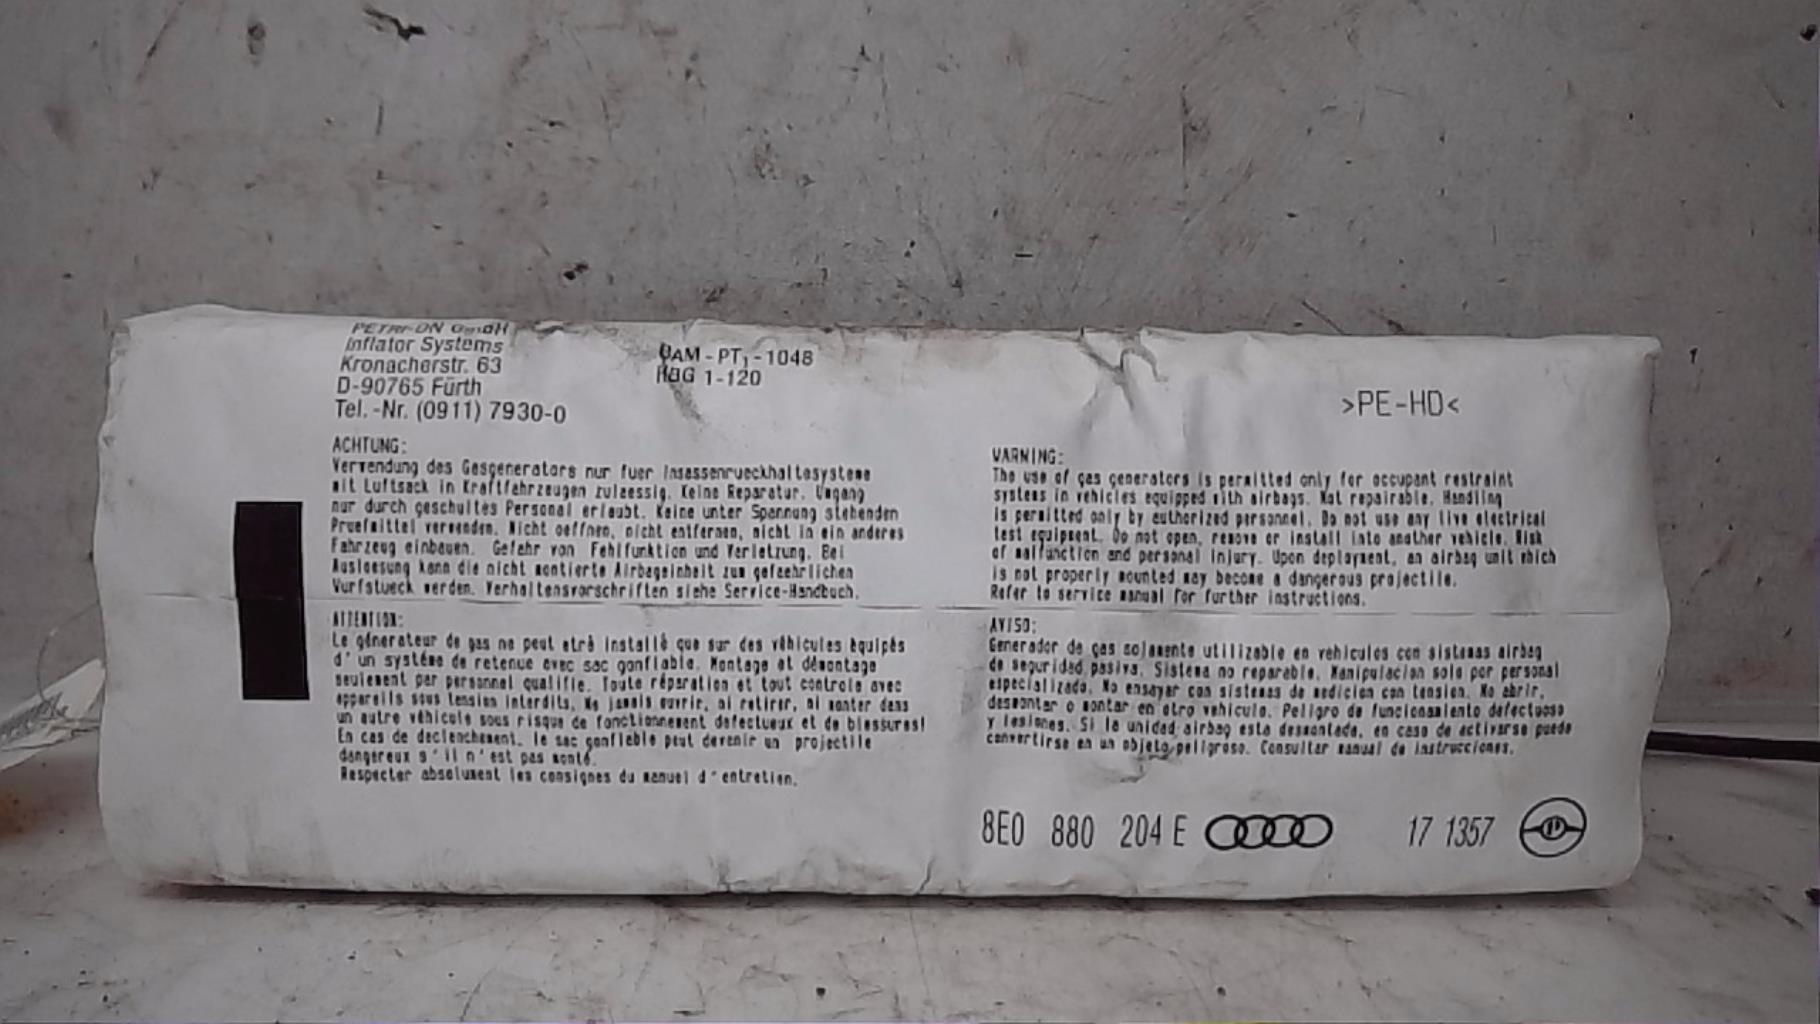 PETRI-DN GmbH
Inflator Systems
Kronacherstr. 63
D-90765 Fürth
Tel.-Nr. (0911) 7930-0
BAM-PT₁-1048
RBG 1-120
>PE-HD<
ACHTUNG:
Verwendung des Gasgenerators nur fuer Insassenrueckhaltesysteme
mit Luftsack in Kraftfahrzeugen zulaessig. Keine Reparatur. Umgang
nur durch geschultes Personal erlaubt. Keine unter Spannung stehenden
Pruefmittel verwenden. Nicht oeffnen, nicht entfernen, nicht in ein anderes
Fahrzeug einbauen. Gefahr von Fehlfunktion und Verletzung. Bei
Ausloesung kann die nicht montierte Airbageinheit zum gefaehrlichen
Wurfstueck werden. Verhaltensvorschriften siehe Service-Handbuch.
WARNING:
The use of gas generators is permitted only for occupant restraint
systems in vehicles equipped with airbags. Not repairable. Handling
is permitted only by authorized personnel. Do not use any live electrical
test equipment. Do not open, remove or install into another vehicle. Risk
of malfunction and personal injury. Upon deployment, an airbag unit which
is not properly mounted may become a dangerous projectile.
Refer to service manual for further instructions.
ATTENTION:
Le génerateur de gas ne peut etrè installé que sur des véhicules équipés
d'un systéme de retenue avec sac gonflable. Montage et démontage
seulement par personnel qualifie. Toute réparation et tout controle avec
appareils sous tension interdits. Ne jamais ouvrir, ni retirer, ni monter dans
un autre véhicule sous risque de fonctionnement defectueux et de blessures!
En cas de declenchement, le sac gonflable peut devenir un projectile
dangereux s'il n'est pas monté.
Respecter absolument les consignes du manuel d'entretien.
AVISO:
Generador de gas solamente utilizable en vehiculos con sistemas airbag
de seguridad pasiva. Sistema no reparable. Manipulacion solo por personal
especializado. No ensayar con sistemas de medicion con tension. No abrir,
desmontar o montar en otro vehiculo. Peligro de funcionamiento defectuoso
y lesiones. Si la unidad airbag esta desmontada, en caso de activarse puede
convertirse en un objeto peligroso. Consultar manual de instrucciones.
8E0 880 204 E
17 1357